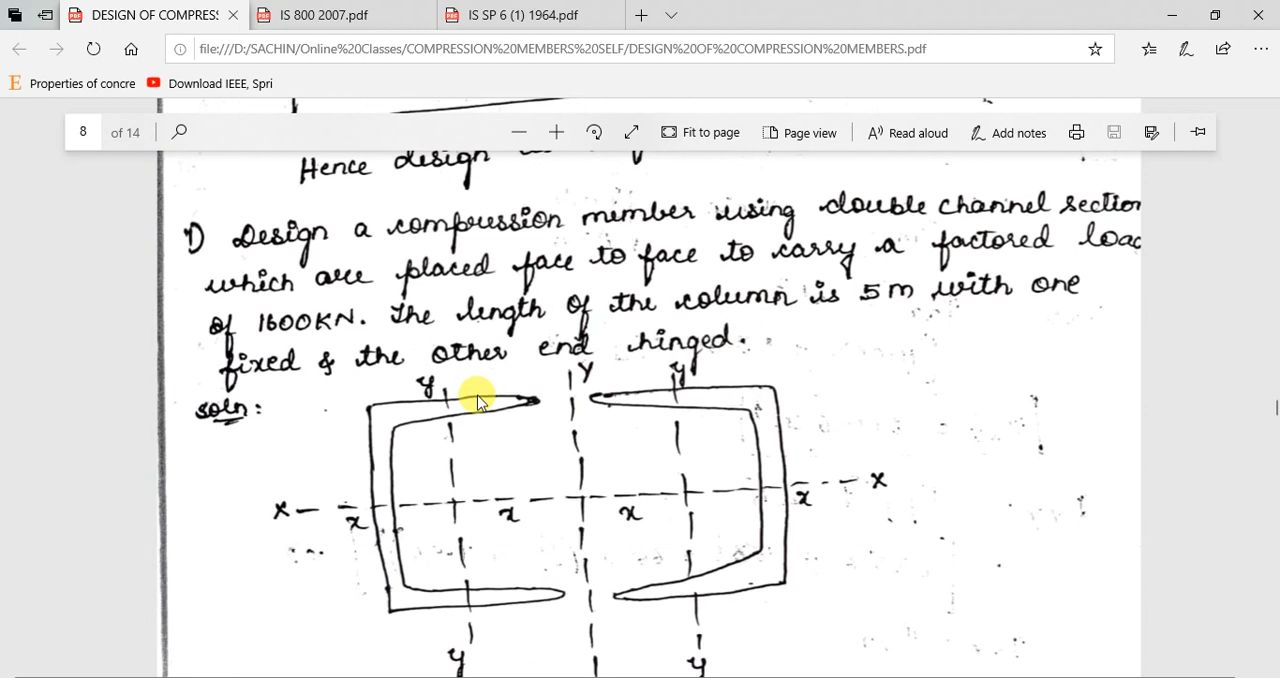 DESIGN OF COMPRESS
IS 800 2007.pdf
IS SP 6 (1) 1964.pdf
file:///D:/SACHIN/Online%20Classes/COMPRESSION%20MEMBERS%20SELF/DESIGN%20OF%20COMPRESSION%20MEMBERS.pdf
E Properties of concre
Download IEEE, Spri
8 of 14
Fit to page
Page view
Read aloud
Add notes
Hence design
1) Design a compression member using double channel section
which are placed face to face to carry a factored load
of 1600KN. The length of the column is 5m with one
fixed & the other end hinged.
soln:
y Y y
x x x x x x
y y